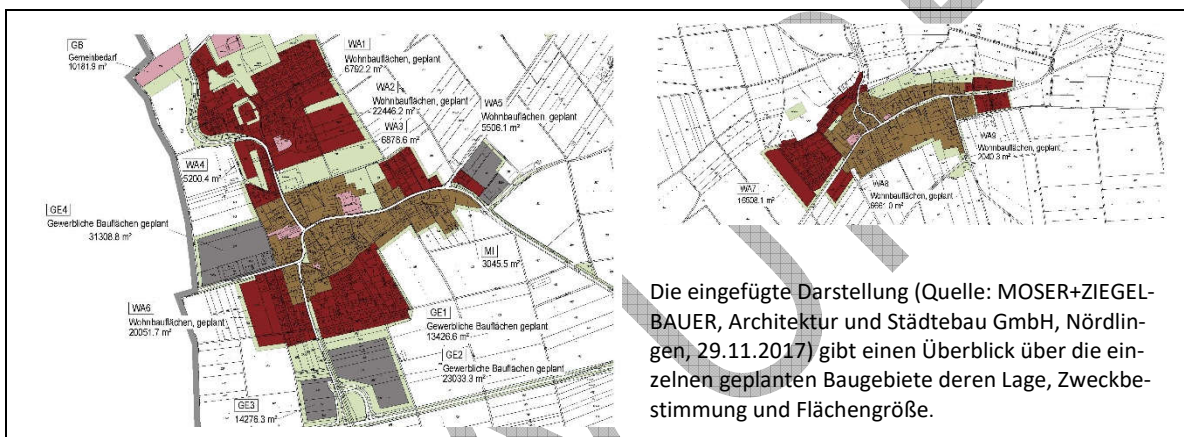 GB
Gemeinbedarf
10181.9 m²
WA1
Wohnbauflächen, geplant
6792.2 m²
WA2
Wohnbauflächen, geplant
22446.2 m²
WA3
6876.6 m²
WA5
Wohnbauflächen, geplant
5506.1 m²
WA4
5200.4 m²
GE4
Gewerbliche Bauflächen geplant
31308.8 m²
MI
3045.5 m²
WA6
Wohnbauflächen, geplant
20051.7 m²
GE1
Gewerbliche Bauflächen geplant
13426.6 m²
GE2
Gewerbliche Bauflächen geplant
23033.3 m²
GE3
14276.3 m²
WA9
Wohnbauflächen, geplant
2040.3 m²
WA7
16508.1 m²
WA8
Wohnbauflächen, geplant
Die eingefügte Darstellung (Quelle: MOSER+ZIEGEL-
BAUER, Architektur und Städtebau GmbH, Nördlin-
gen, 29.11.2017) gibt einen Überblick über die ein-
zelnen geplanten Baugebiete deren Lage, Zweckbe-
stimmung und Flächengröße.